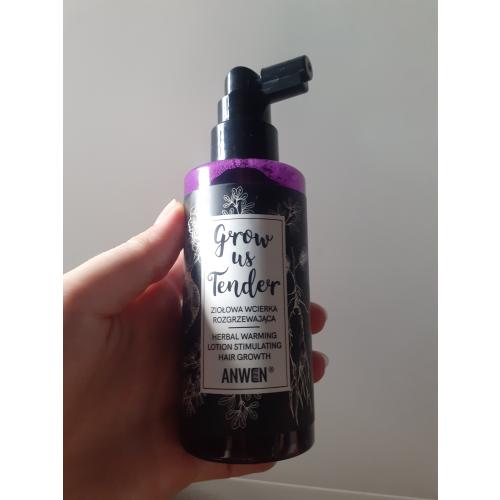 Grow
us
Tender
ZIOŁOWA WCIERKA
ROZGRZEWAJĄCA
HERBAL WARMING
LOTION STIMULATING
HAIR GROWTH
ANWEN®